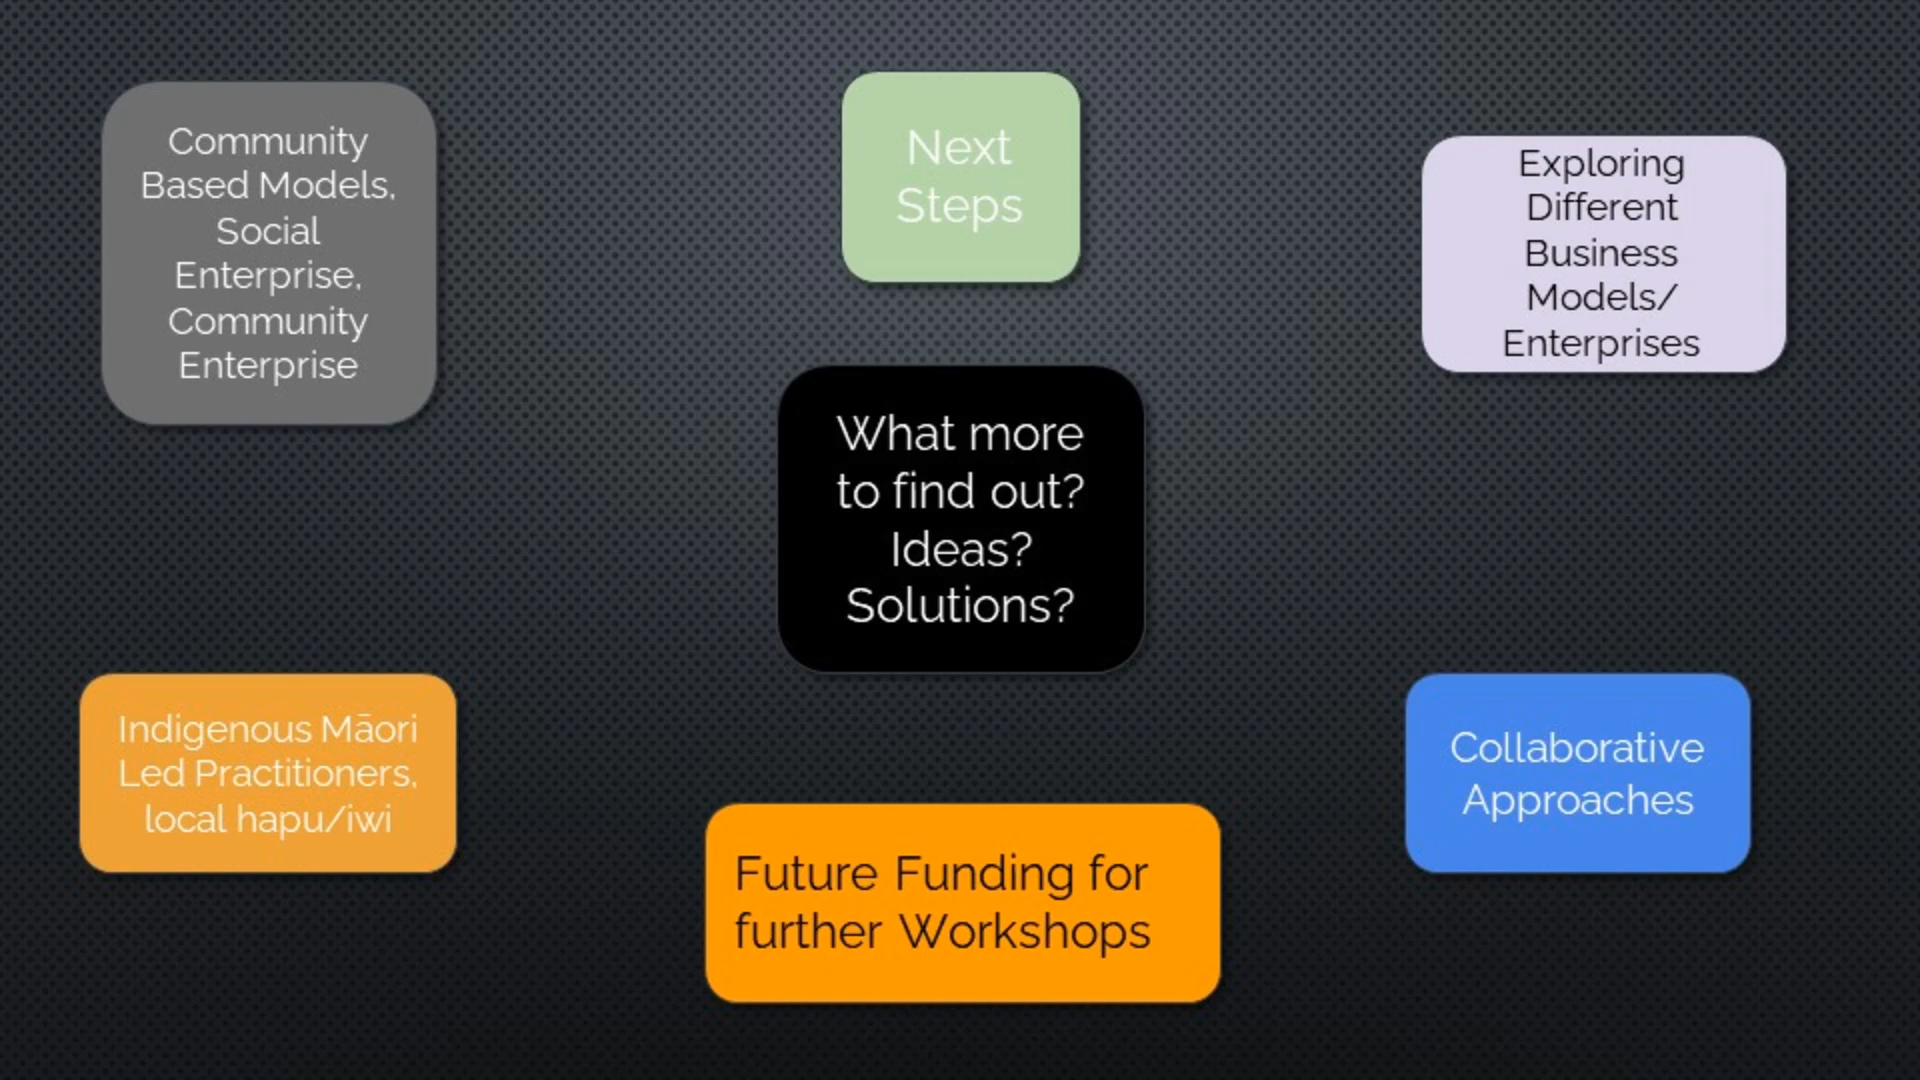 Community
Based Models,
Social
Enterprise,
Community
Enterprise
Next
Steps
Exploring
Different
Business
Models/
Enterprises
What more
to find out?
Ideas?
Solutions?
Indigenous Māori
Led Practitioners,
local hapu/iwi
Future Funding for
further Workshops
Collaborative
Approaches